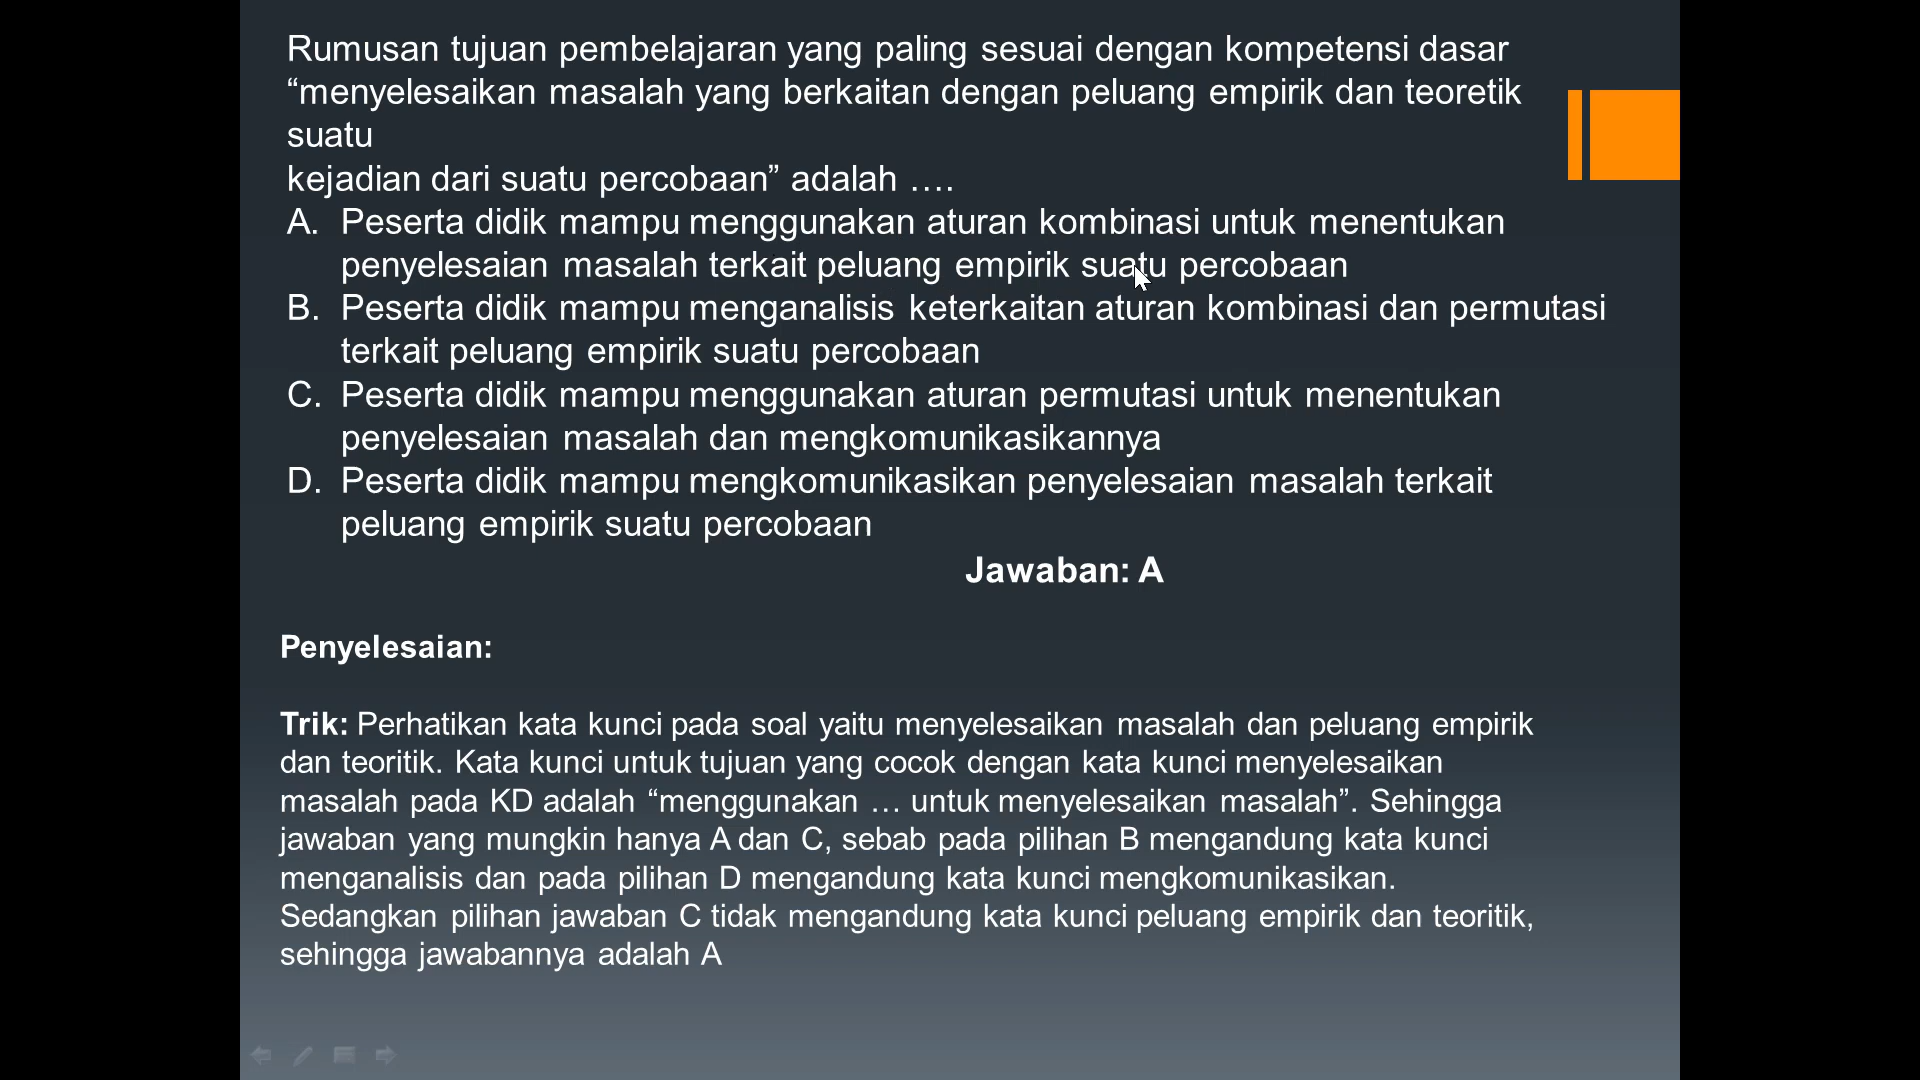 Rumusan tujuan pembelajaran yang paling sesuai dengan kompetensi dasar
“menyelesaikan masalah yang berkaitan dengan peluang empirik dan teoretik
suatu
kejadian dari suatu percobaan” adalah ….
A. Peserta didik mampu menggunakan aturan kombinasi untuk menentukan
penyelesaian masalah terkait peluang empirik suatu percobaan
B. Peserta didik mampu menganalisis keterkaitan aturan kombinasi dan permutasi
terkait peluang empirik suatu percobaan
C. Peserta didik mampu menggunakan aturan permutasi untuk menentukan
penyelesaian masalah dan mengkomunikasikannya
D. Peserta didik mampu mengkomunikasikan penyelesaian masalah terkait
peluang empirik suatu percobaan
Jawaban: A
Penyelesaian:
Trik: Perhatikan kata kunci pada soal yaitu menyelesaikan masalah dan peluang empirik
dan teoritik. Kata kunci untuk tujuan yang cocok dengan kata kunci menyelesaikan
masalah pada KD adalah “menggunakan … untuk menyelesaikan masalah”. Sehingga
jawaban yang mungkin hanya A dan C, sebab pada pilihan B mengandung kata kunci
menganalisis dan pada pilihan D mengandung kata kunci mengkomunikasikan.
Sedangkan pilihan jawaban C tidak mengandung kata kunci peluang empirik dan teoritik,
sehingga jawabannya adalah A